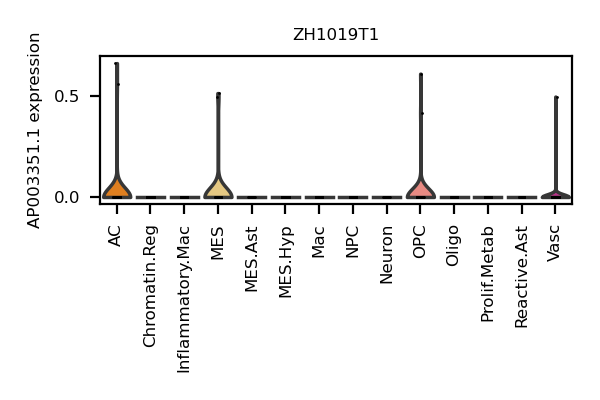 ZH1019T1
AP003351.1 expression
0.5
0.0
AC
Chromatin.Reg
Inflammatory.Mac
MES
MES.Ast
MES.Hyp
Mac
NPC
Neuron
OPC
Oligo
Prolif.Metab
Reactive.Ast
Vasc